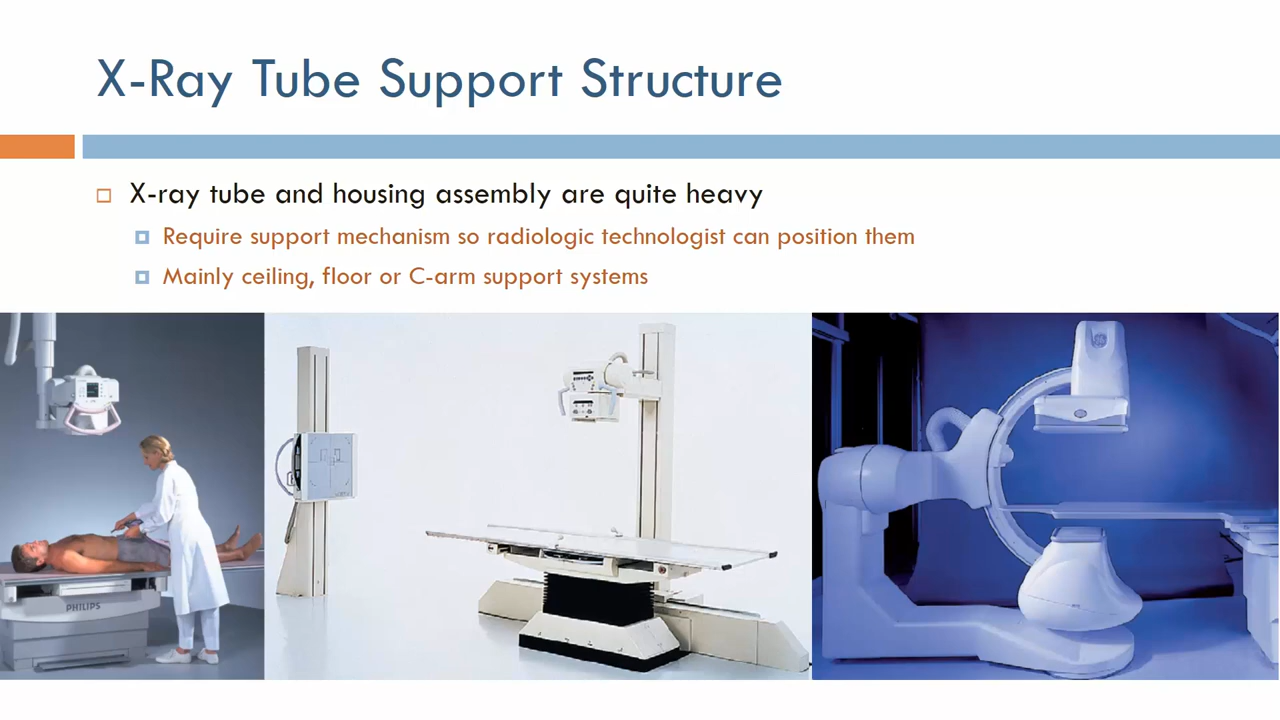 X-Ray Tube Support Structure
X-ray tube and housing assembly are quite heavy
Require support mechanism so radiologic technologist can position them
Mainly ceiling, floor or C-arm support systems
PHILIPS